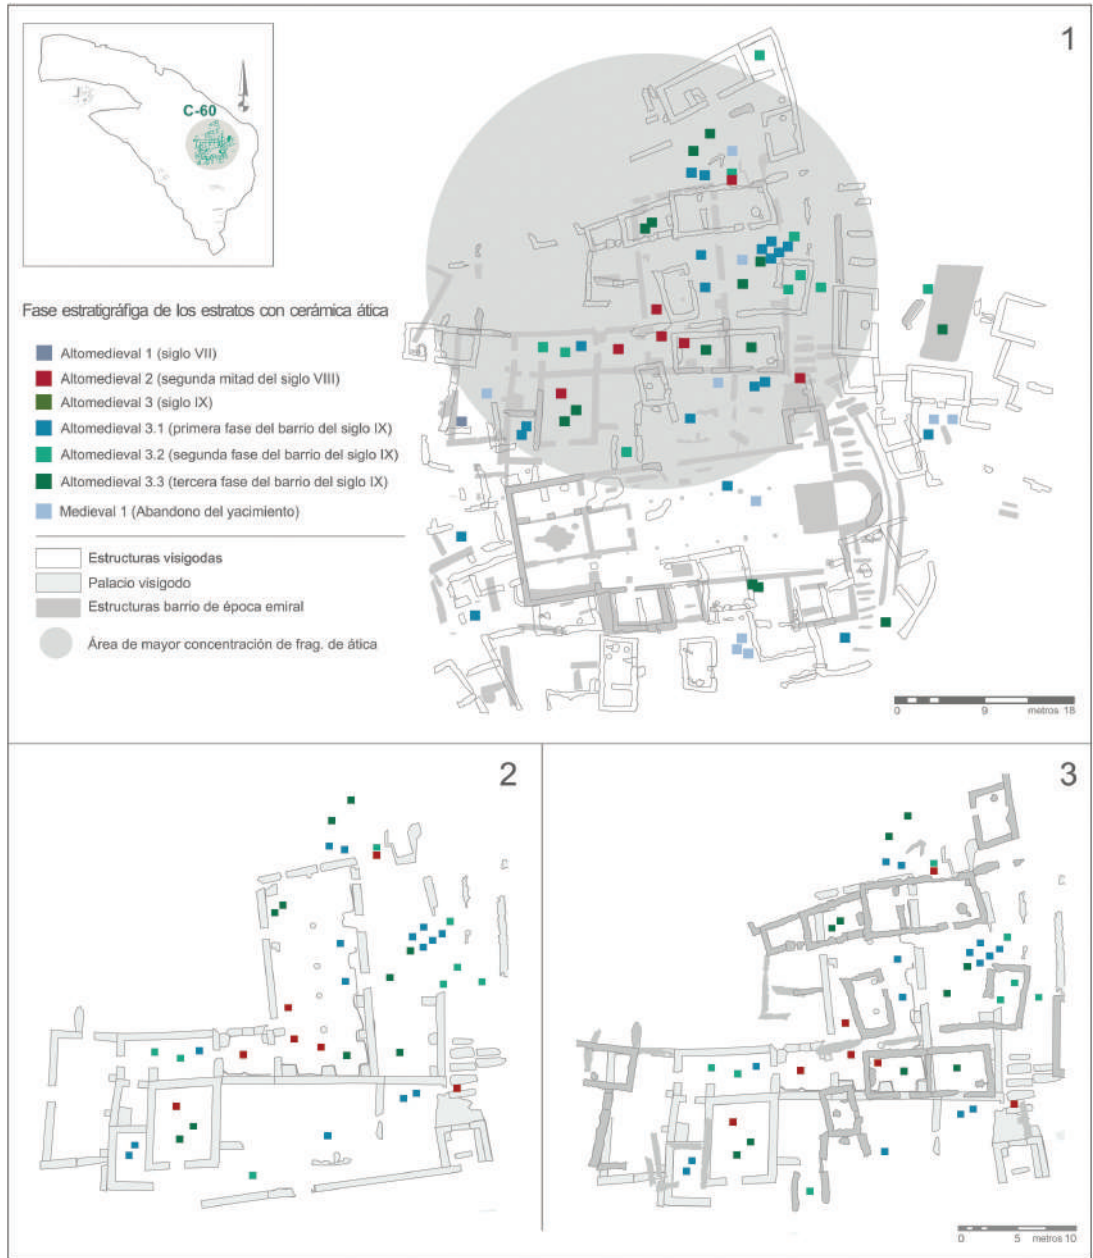 1
C-60
Fase estratigráfiga de los estratos con cerámica ática
Altomedieval 1 (siglo VII)
Altomedieval 2 (segunda mitad del siglo VIII)
Altomedieval 3 (siglo IX)
Altomedieval 3.1 (primera fase del barrio del siglo IX)
Altomedieval 3.2 (segunda fase del barrio del siglo IX)
Altomedieval 3.3 (tercera fase del barrio del siglo IX)
Medieval 1 (Abandono del yacimiento)
Estructuras visigodas
Palacio visigodo
Estructuras barrio de época emiral
Área de mayor concentración de frag. de ática
0 9 metros 18
2
3
0 5 metros 10